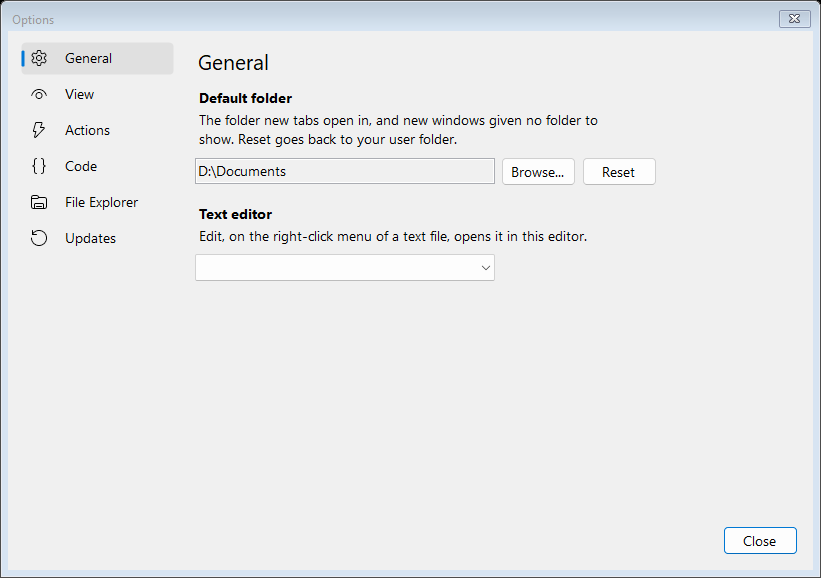 Options
General
View
Actions
Code
File Explorer
Updates
General
Default folder
The folder new tabs open in, and new windows given no folder to
show. Reset goes back to your user folder.
D:\Documents
Browse...
Reset
Text editor
Edit, on the right-click menu of a text file, opens it in this editor.
Close